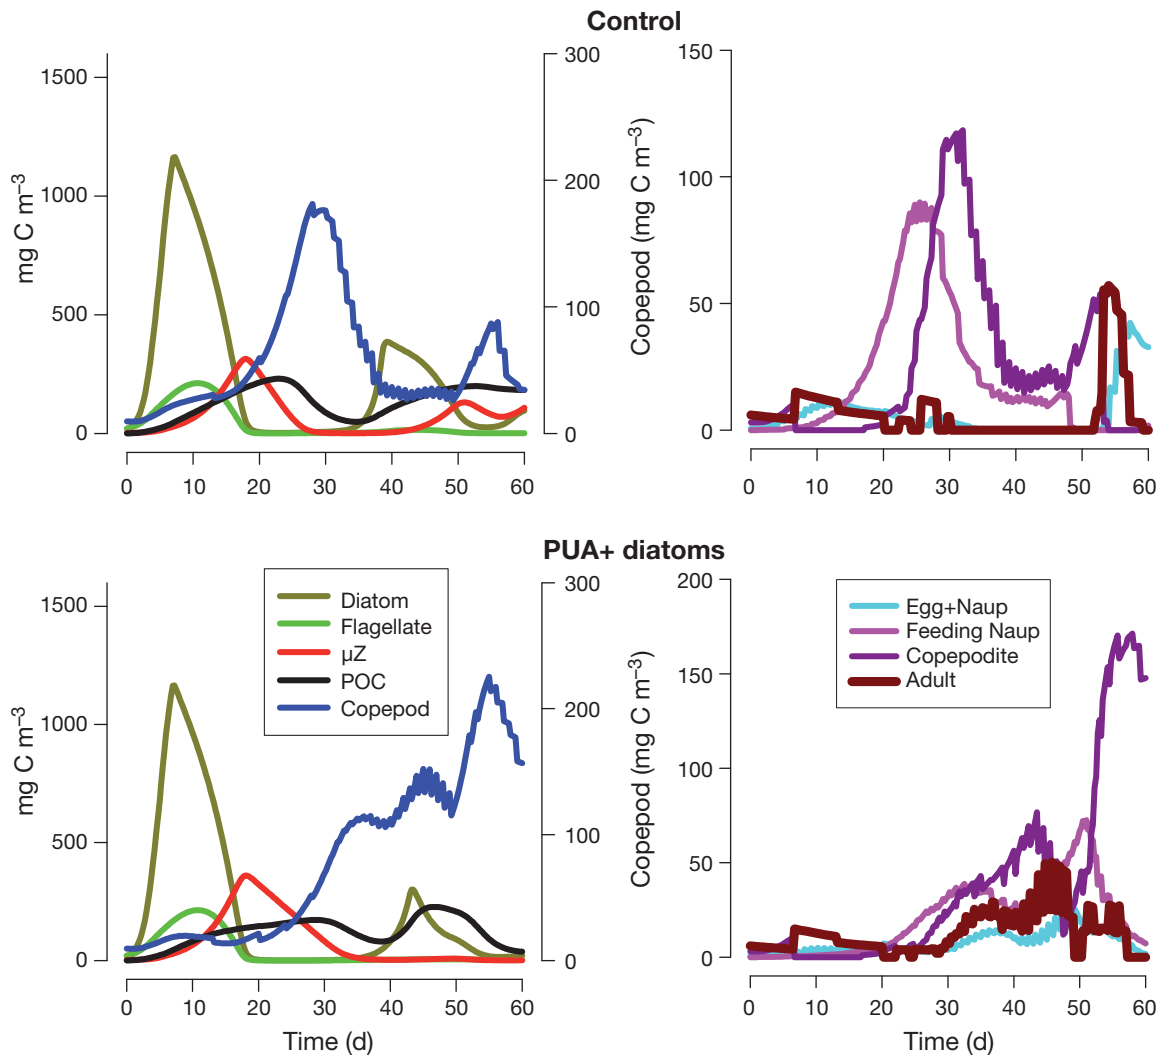 Control
mg C m⁻³
1500
1000
500
0
300
200
100
0
0 10 20 30 40 50 60
Copepod (mg C m⁻³)
150
100
50
0
0 10 20 30 40 50 60
PUA+ diatoms
mg C m⁻³
1500
1000
500
0
Diatom
Flagellate
µZ
POC
Copepod
300
200
100
0
0 10 20 30 40 50 60
Time (d)
Copepod (mg C m⁻³)
200
150
100
50
0
Egg+Naup
Feeding Naup
Copepodite
Adult
0 10 20 30 40 50 60
Time (d)